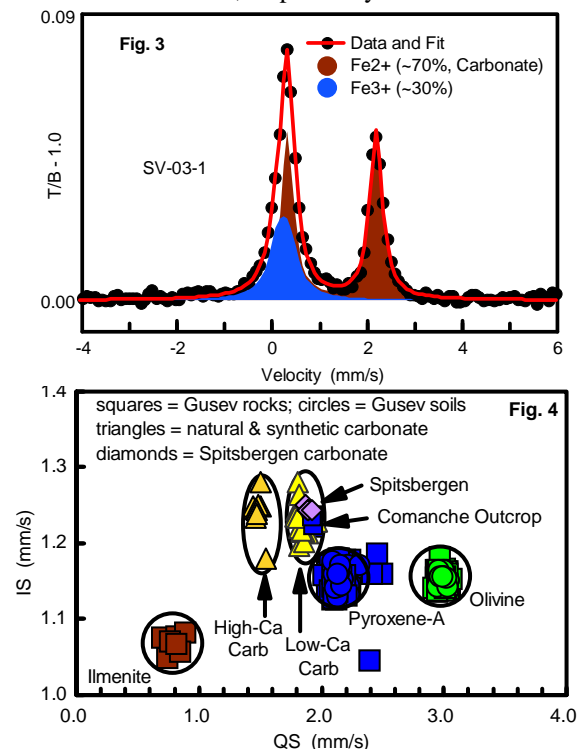 0.09
Fig. 3
Data and Fit
Fe2+ (~70%, Carbonate)
Fe3+ (~30%)
SV-03-1
T/B - 1.0
0.00
-4 -2 0 2 4 6
Velocity (mm/s)
1.4
squares = Gusev rocks; circles = Gusev soils
Fig. 4
triangles = natural & synthetic carbonate
diamonds = Spitsbergen carbonate
1.3
Spitsbergen
Comanche Outcrop
1.2
IS (mm/s)
Pyroxene-A
Olivine
High-Ca
Carb
Low-Ca
Carb
1.1
Ilmenite
1.0
0.0 1.0 2.0 3.0 4.0
QS (mm/s)